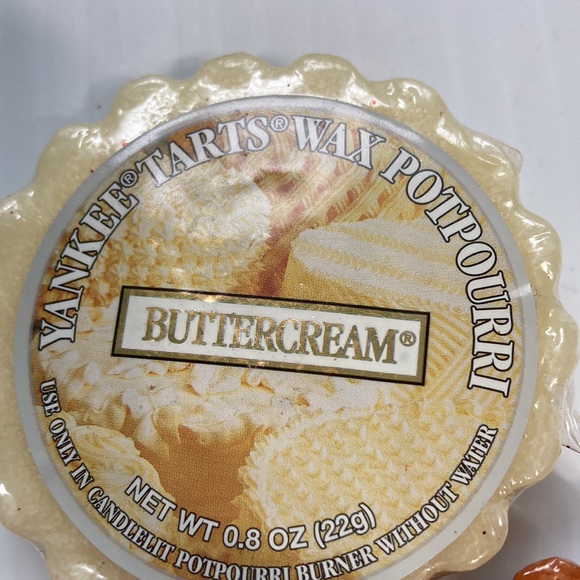 YANKEE® TARTS® WAX POTPOURRI
BUTTERCREAM®
NET WT 0.8 OZ (22g)
USE ONLY IN CANDLELIT POTPOURRI BURNER WITHOUT WATER